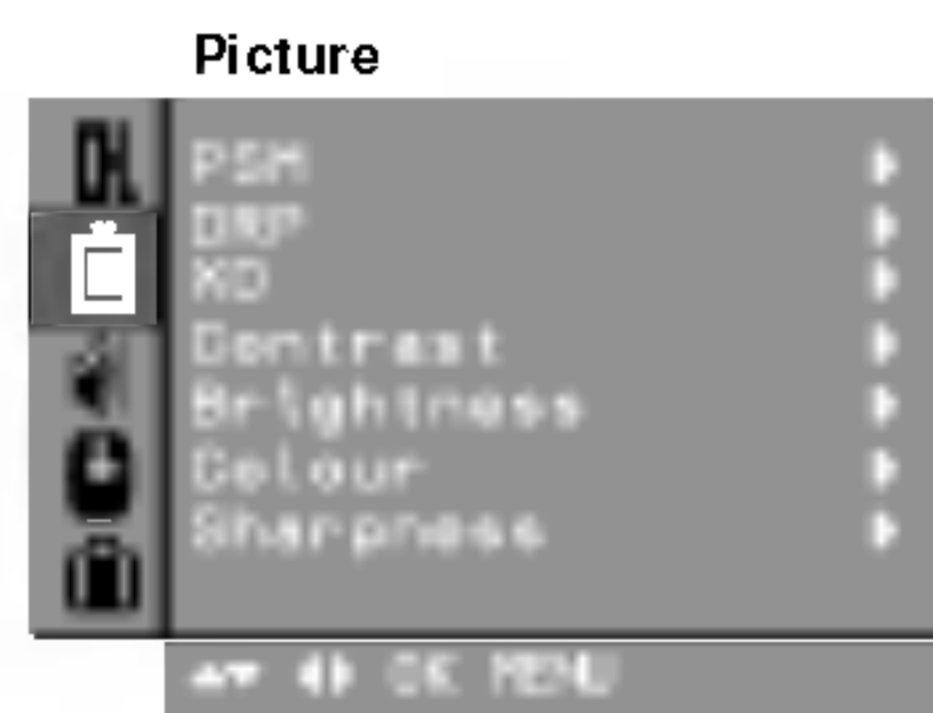 Picture
PSM
DRP
XD
Contrast
Brightness
Colour
Sharpness
OK MENU